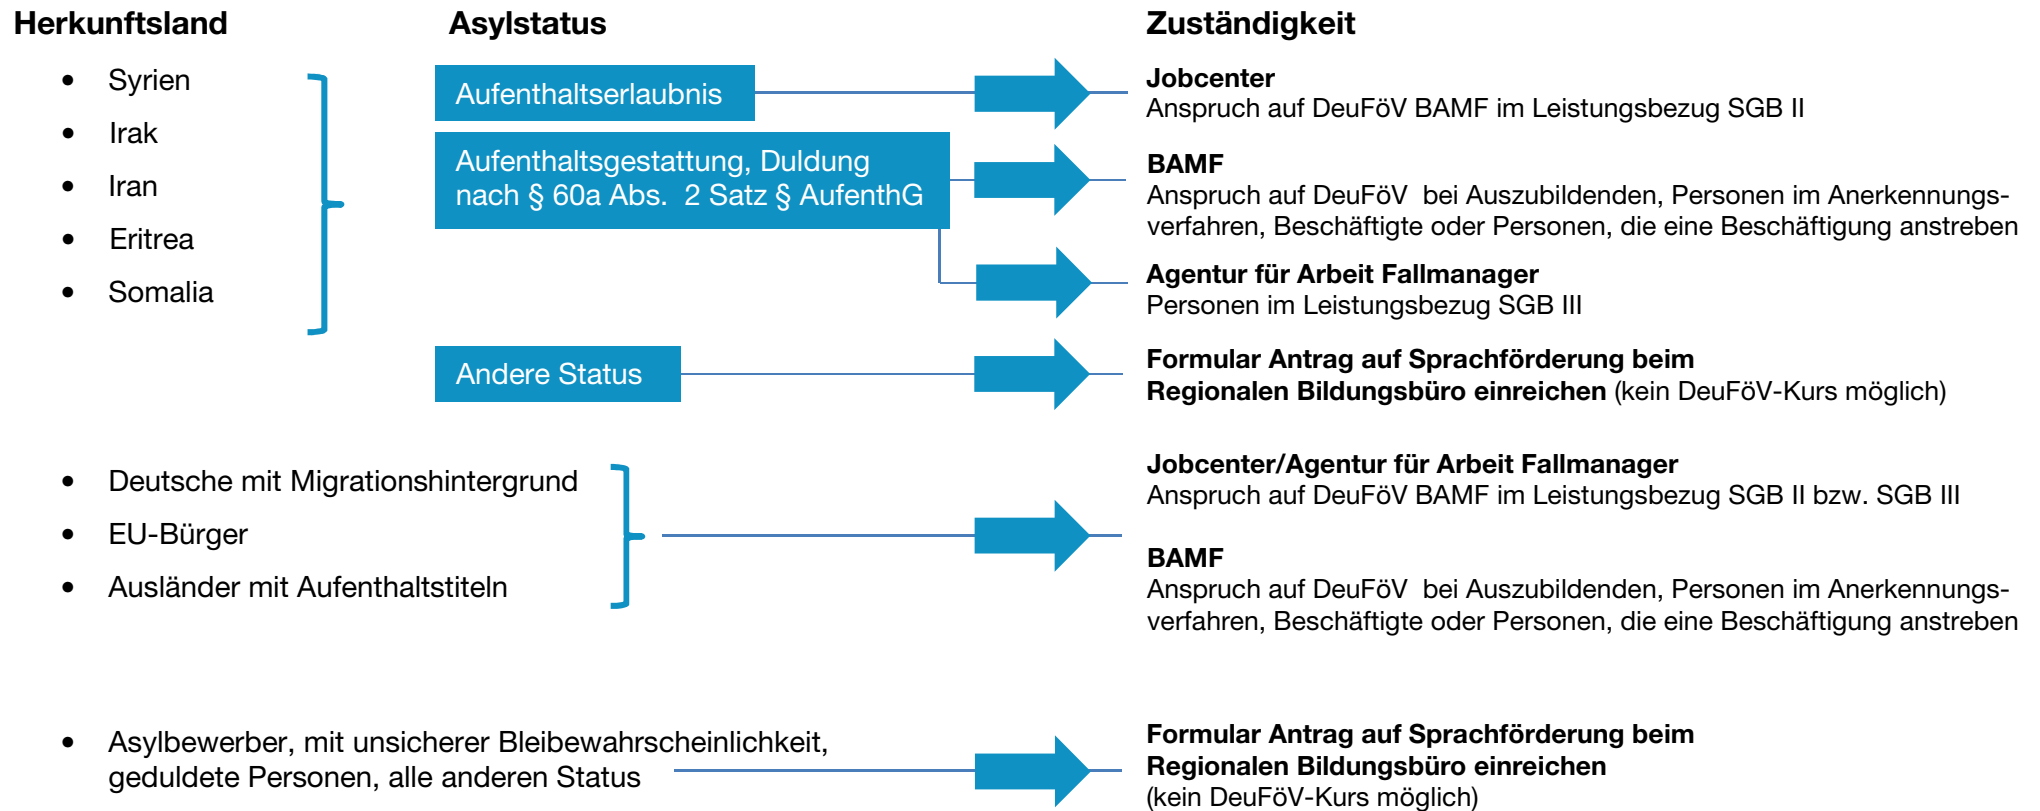 Herkunftsland
Asylstatus
Zuständigkeit
• Syrien
• Irak
• Iran
• Eritrea
• Somalia
Aufenthaltserlaubnis
Jobcenter
Anspruch auf DeuFöV BAMF im Leistungsbezug SGB II
Aufenthaltsgestattung, Duldung
nach § 60a Abs.  2 Satz § AufenthG
BAMF
Anspruch auf DeuFöV  bei Auszubildenden, Personen im Anerkennungs-
verfahren, Beschäftigte oder Personen, die eine Beschäftigung anstreben
Agentur für Arbeit Fallmanager
Personen im Leistungsbezug SGB III
Andere Status
Formular Antrag auf Sprachförderung beim
Regionalen Bildungsbüro einreichen (kein DeuFöV-Kurs möglich)
• Deutsche mit Migrationshintergrund
• EU-Bürger
• Ausländer mit Aufenthaltstiteln
Jobcenter/Agentur für Arbeit Fallmanager
Anspruch auf DeuFöV BAMF im Leistungsbezug SGB II bzw. SGB III
BAMF
Anspruch auf DeuFöV  bei Auszubildenden, Personen im Anerkennungs-
verfahren, Beschäftigte oder Personen, die eine Beschäftigung anstreben
• Asylbewerber, mit unsicherer Bleibewahrscheinlichkeit,
geduldete Personen, alle anderen Status
Formular Antrag auf Sprachförderung beim
Regionalen Bildungsbüro einreichen
(kein DeuFöV-Kurs möglich)